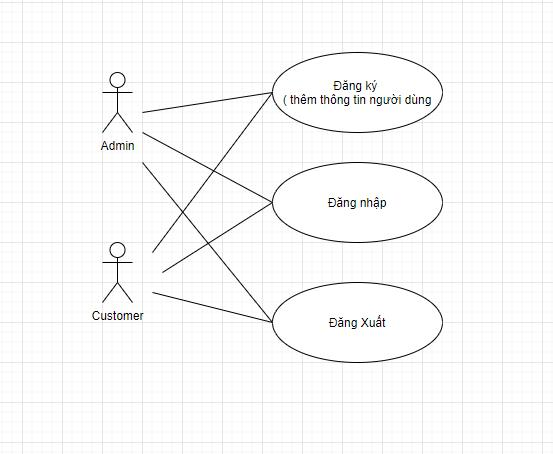 Đăng ký
( thêm thông tin người dùng
Admin
Đăng nhập
Customer
Đăng Xuất